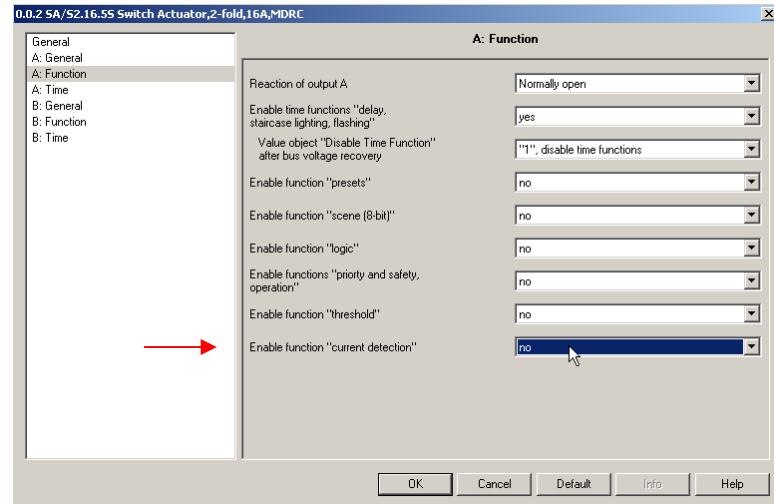 0.0.2 SA/S2.16.5S Switch Actuator,2-fold,16A,MDRC
General
A: General
A: Function
A: Time
B: General
B: Function
B: Time
A: Function
Reaction of output A
Normally open
Enable time functions "delay,
staircase lighting, flashing"
yes
Value object "Disable Time Function"
after bus voltage recovery
"1", disable time functions
Enable function "presets"
no
Enable function "scene (8-bit)"
no
Enable function "logic"
no
Enable functions "priorty and safety,
operation"
no
Enable function "threshold"
no
Enable function "current detection"
no
OK
Cancel
Default
Info
Help